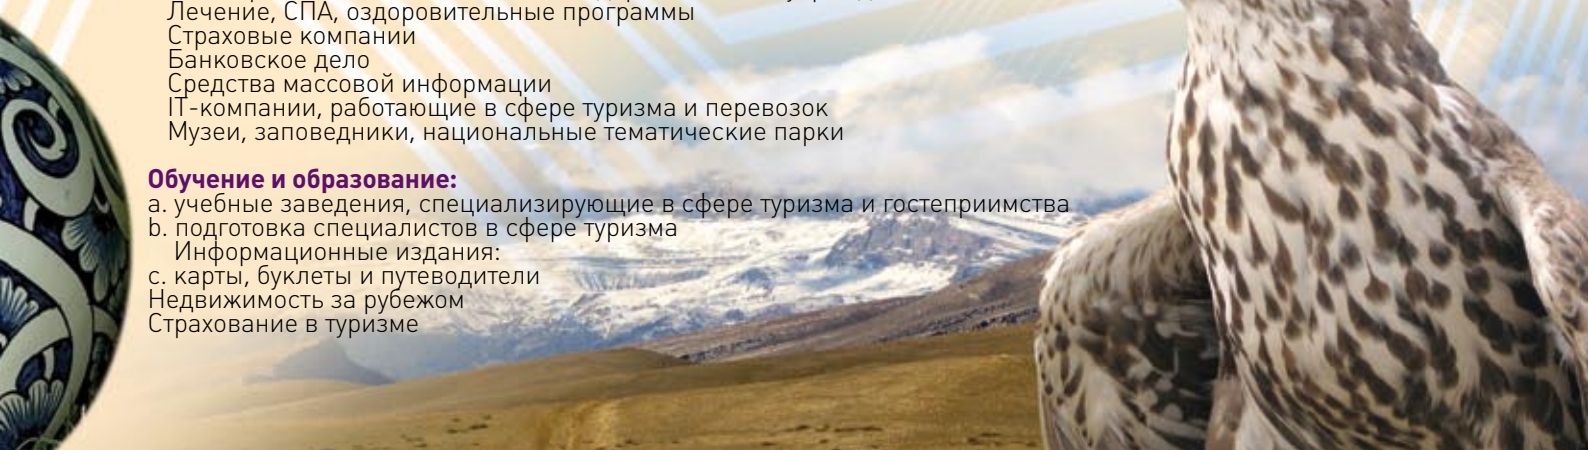 Лечение, СПА, оздоровительные программы
Страховые компании
Банковское дело
Средства массовой информации
IT-компании, работающие в сфере туризма и перевозок
Музеи, заповедники, национальные тематические парки
Обучение и образование:
a. учебные заведения, специализирующие в сфере туризма и гостеприимства
b. подготовка специалистов в сфере туризма
Информационные издания:
c. карты, буклеты и путеводители
Недвижимость за рубежом
Страхование в туризме